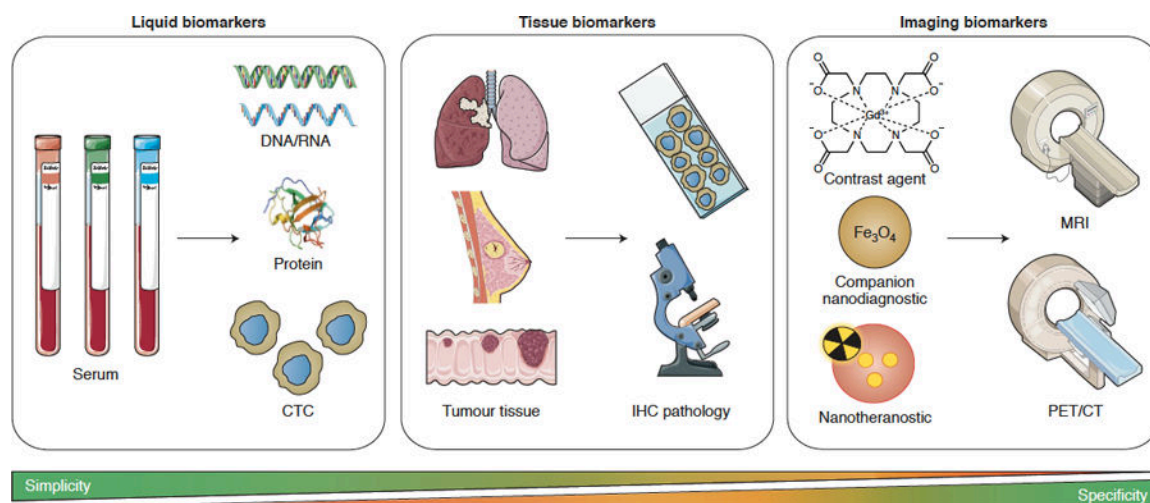 Liquid biomarkers
DNA/RNA
Protein
Serum
CTC
Tissue biomarkers
Tumour tissue
IHC pathology
Imaging biomarkers
O
O
O⁻
⁻O
N
N
Gd³⁺
N
N
⁻O
O⁻
O
O
Contrast agent
MRI
Fe₃O₄
Companion
nanodiagnostic
Nanotheranostic
PET/CT
Simplicity
Specificity